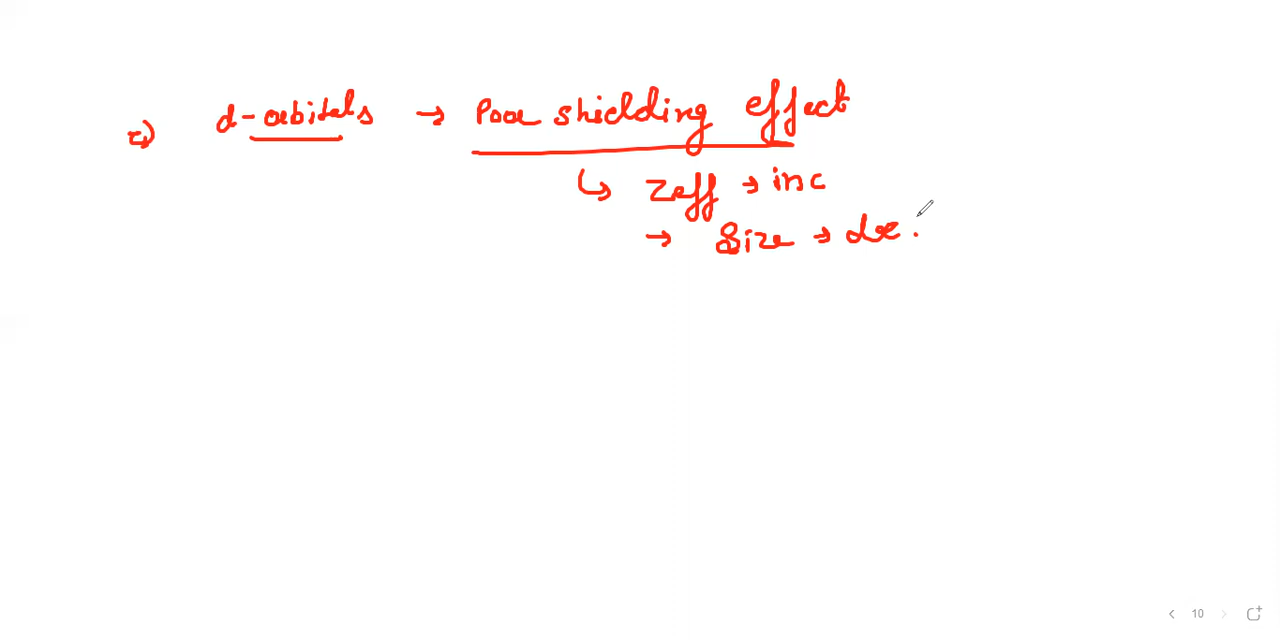 c) d-orbitals → Poor shielding effect
↳ Zeff → inc
→ Size → dec.
10